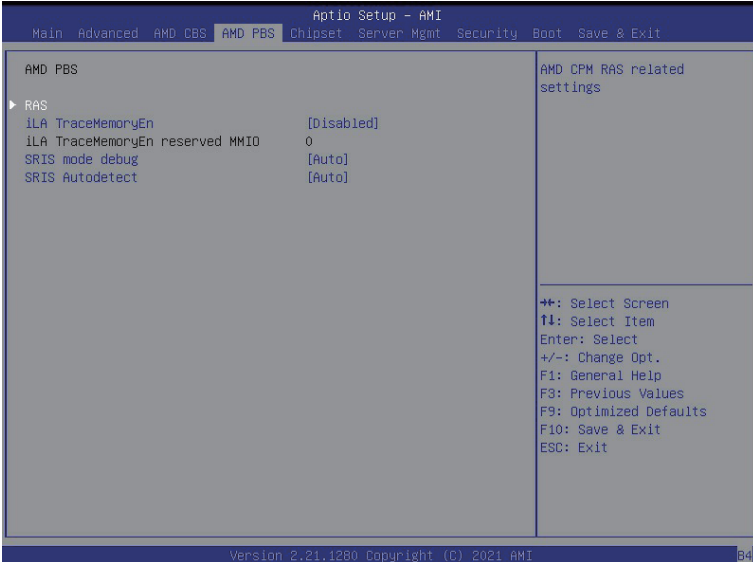 Aptio Setup – AMI
Main Advanced AMD CBS AMD PBS Chipset Server Mgmt Security Boot Save & Exit
AMD PBS
RAS
iLA TraceMemoryEn [Disabled]
iLA TraceMemoryEn reserved MMIO 0
SRIS mode debug [Auto]
SRIS Autodetect [Auto]
AMD CPM RAS related
settings
→←: Select Screen
↑↓: Select Item
Enter: Select
+/-: Change Opt.
F1: General Help
F3: Previous Values
F9: Optimized Defaults
F10: Save & Exit
ESC: Exit
Version 2.21.1280 Copyright (C) 2021 AMI
B4